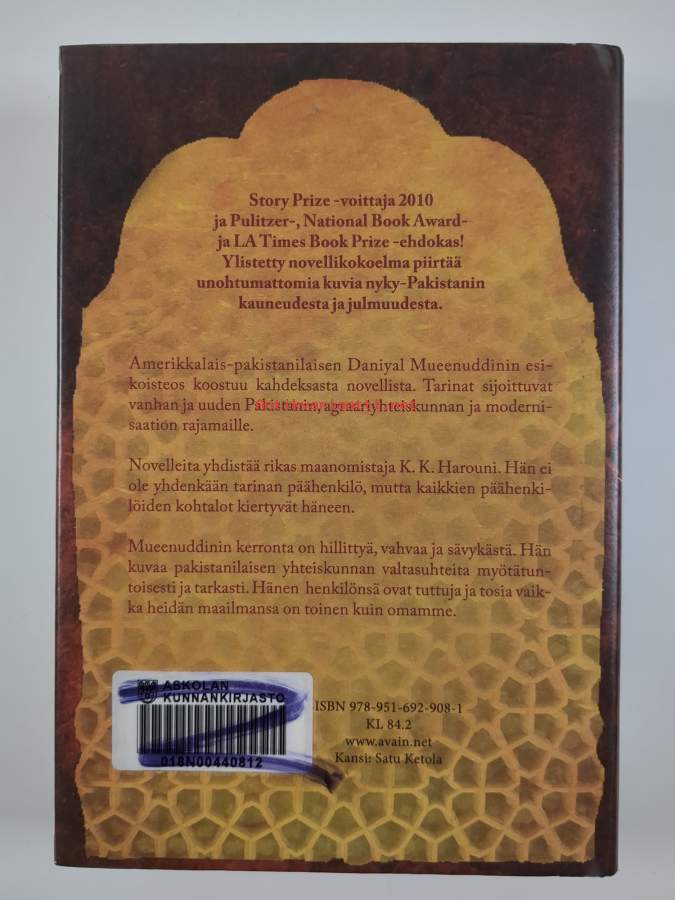 Story Prize -voittaja 2010
ja Pulitzer-, National Book Award-
ja LA Times Book Prize -ehdokas!
Ylistetty novellikokoelma piirtää
unohtumattomia kuvia nyky-Pakistanin
kauneudesta ja julmuudesta.
Amerikkalais-pakistanilaisen Daniyal Mueenuddinin esi-
koisteos koostuu kahdeksasta novellista. Tarinat sijoittuvat
vanhan ja uuden Pakistanin, agraariyhteiskunnan ja moderni-
saation rajamaille.
Novelleita yhdistää rikas maanomistaja K. K. Harouni. Hän ei
ole yhdenkään tarinan päähenkilö, mutta kaikkien päähenki-
löiden kohtalot kiertyvät häneen.
Mueenuddinin kerronta on hillittyä, vahvaa ja sävykästä. Hän
kuvaa pakistanilaisen yhteiskunnan valtasuhteita myötätun-
toisesti ja tarkasti. Hänen henkilönsä ovat tuttuja ja tosia vaik-
ka heidän maailmansa on toinen kuin omamme.
ASKOLAN
KUNNANKIRJASTO
018N00440812
ISBN 978-951-692-908-1
KL 84.2
www.avain.net
Kansi: Satu Ketola